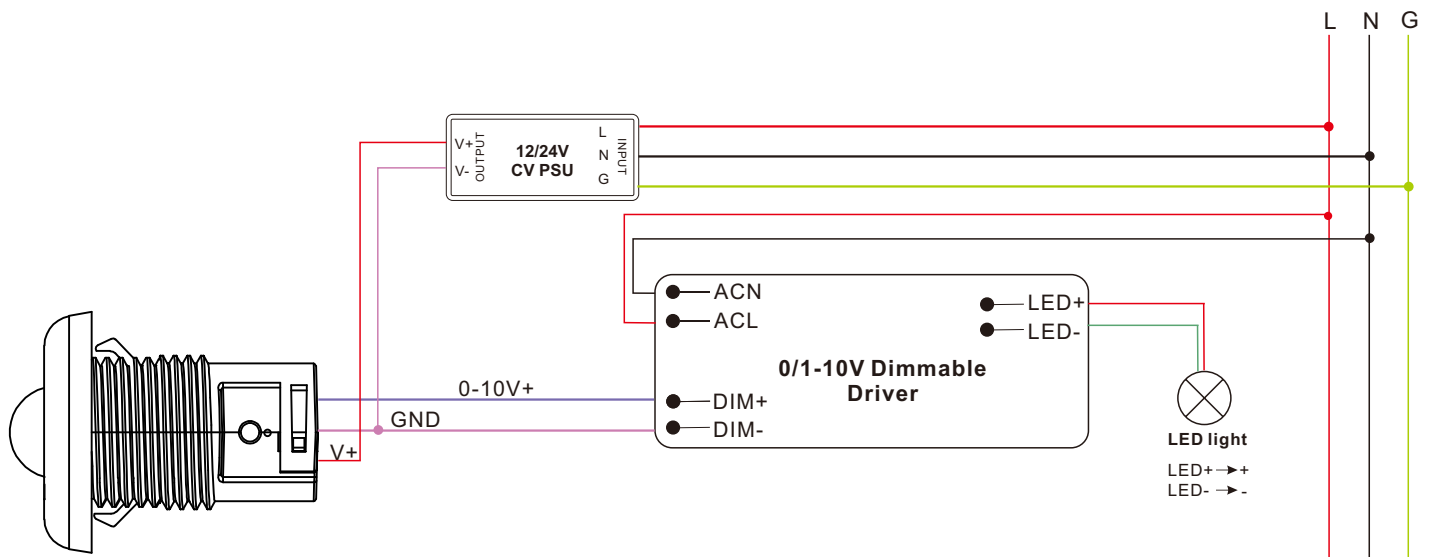 L N G
V+
V-
OUTPUT
12/24V
CV PSU
L
N
G
INPUT
ACN
ACL
LED+
LED-
0/1-10V Dimmable
Driver
0-10V+
DIM+
GND
DIM-
V+
LED light
LED+→+
LED-→-